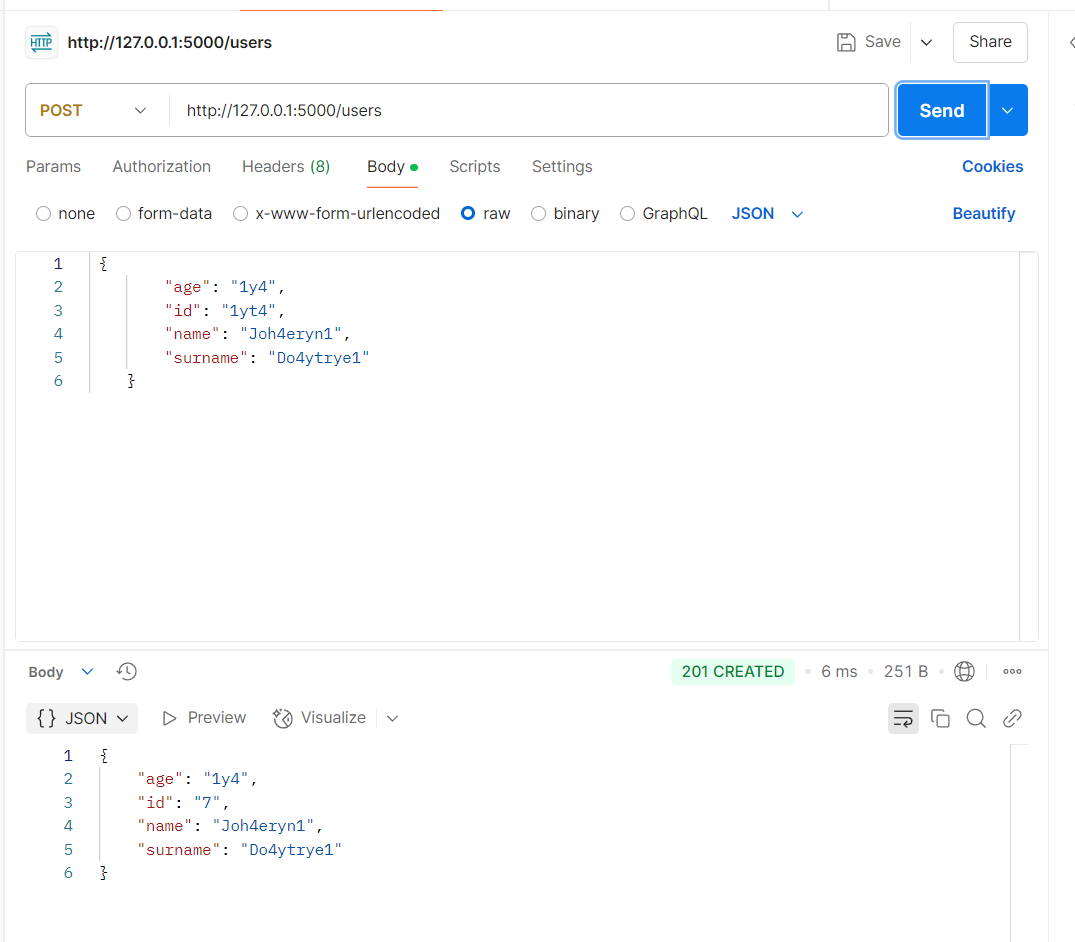 HTTP http://127.0.0.1:5000/users Save Share
POST http://127.0.0.1:5000/users Send
Params Authorization Headers (8) Body Scripts Settings Cookies
none form-data x-www-form-urlencoded raw binary GraphQL JSON Beautify
1 {
2 "age": "1y4",
3 "id": "1yt4",
4 "name": "Joh4eryn1",
5 "surname": "Do4ytrye1"
6 }
Body 201 CREATED • 6 ms • 251 B •
{} JSON Preview Visualize
1 {
2 "age": "1y4",
3 "id": "7",
4 "name": "Joh4eryn1",
5 "surname": "Do4ytrye1"
6 }